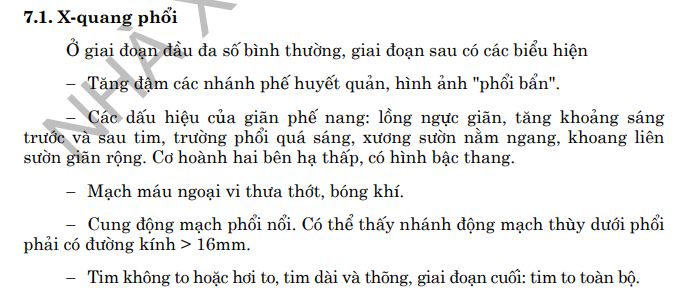 7.1. X-quang phổi
Ở giai đoạn đầu đa số bình thường, giai đoạn sau có các biểu hiện
– Tăng đậm các nhánh phế huyết quản, hình ảnh "phổi bẩn".
– Các dấu hiệu của giãn phế nang: lồng ngực giãn, tăng khoảng sáng
trước và sau tim, trường phổi quá sáng, xương sườn nằm ngang, khoang liên
sườn giãn rộng. Cơ hoành hai bên hạ thấp, có hình bậc thang.
– Mạch máu ngoại vi thưa thớt, bóng khí.
– Cung động mạch phổi nổi. Có thể thấy nhánh động mạch thùy dưới phổi
phải có đường kính > 16mm.
– Tim không to hoặc hơi to, tim dài và thõng, giai đoạn cuối: tim to toàn bộ.
NHÀ X